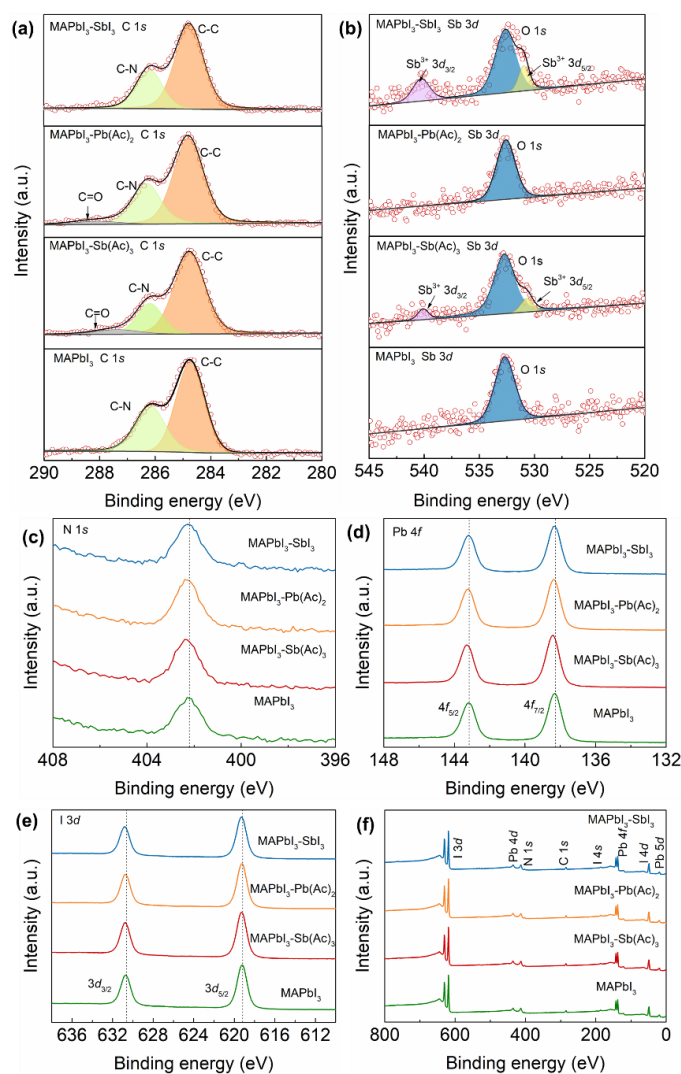 (a)
MAPbI₃-SbI₃ C 1s
C-C
C-N
MAPbI₃-Pb(Ac)₂ C 1s
C-C
C-N
C=O
MAPbI₃-Sb(Ac)₃ C 1s
C-C
C-N
C=O
MAPbI₃ C 1s
C-C
C-N
290 288 286 284 282 280
Binding energy (eV)
Intensity (a.u.)
(b)
MAPbI₃-SbI₃ Sb 3d
O 1s
Sb³⁺ 3d₃/₂
Sb³⁺ 3d₅/₂
MAPbI₃-Pb(Ac)₂ Sb 3d
O 1s
MAPbI₃-Sb(Ac)₃ Sb 3d
O 1s
Sb³⁺ 3d₃/₂
Sb³⁺ 3d₅/₂
MAPbI₃ Sb 3d
O 1s
545 540 535 530 525 520
Binding energy (eV)
Intensity (a.u.)
(c)
N 1s
MAPbI₃-SbI₃
MAPbI₃-Pb(Ac)₂
MAPbI₃-Sb(Ac)₃
MAPbI₃
408 404 400 396
Binding energy (eV)
Intensity (a.u.)
(d)
Pb 4f
MAPbI₃-SbI₃
MAPbI₃-Pb(Ac)₂
MAPbI₃-Sb(Ac)₃
4f₅/₂
4f₇/₂
MAPbI₃
148 144 140 136 132
Binding energy (eV)
Intensity (a.u.)
(e)
I 3d
MAPbI₃-SbI₃
MAPbI₃-Pb(Ac)₂
MAPbI₃-Sb(Ac)₃
3d₃/₂
3d₅/₂
MAPbI₃
636 630 624 618 612
Binding energy (eV)
Intensity (a.u.)
(f)
MAPbI₃-SbI₃
I 3d
Pb 4d
N 1s
C 1s
I 4s
Pb 4f
I 4d
Pb 5d
MAPbI₃-Pb(Ac)₂
MAPbI₃-Sb(Ac)₃
MAPbI₃
800 600 400 200 0
Binding energy (eV)
Intensity (a.u.)